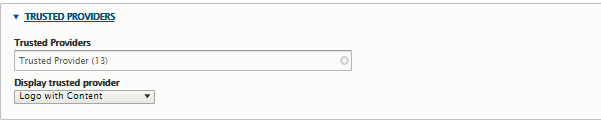 TRUSTED PROVIDERS
Trusted Providers
Trusted Provider (13)
Display trusted provider
Logo with Content